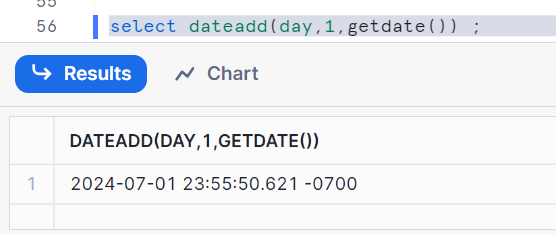 55
56 select dateadd(day,1,getdate()) ;
Results Chart
DATEADD(DAY,1,GETDATE())
1 2024-07-01 23:55:50.621 -0700